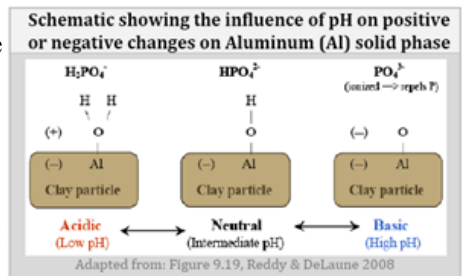 Schematic showing the influence of pH on positive
or negative changes on Aluminum (Al) solid phase
H₂PO₄⁻ HPO₄²⁻ PO₄³⁻
(ionized —> repels P)
H H H
(+) O O (–) O
(–) Al (–) Al (–) Al
Clay particle Clay particle Clay particle
Acidic Neutral Basic
(Low pH) (Intermediate pH) (High pH)
Adapted from: Figure 9.19, Reddy & DeLaune 2008